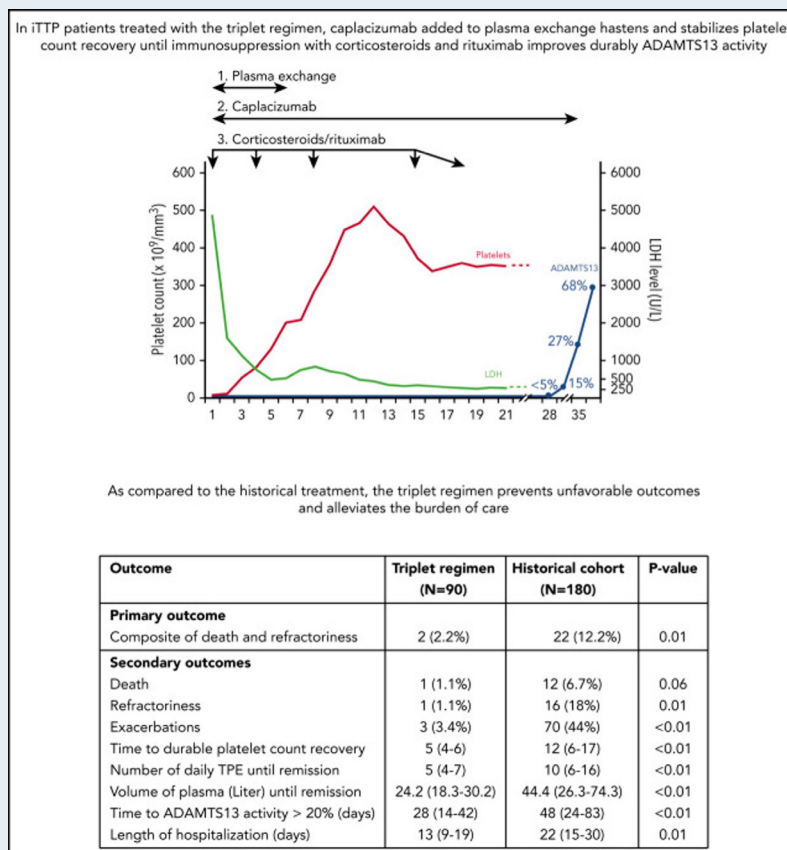 In iTTP patients treated with the triplet regimen, caplacizumab added to plasma exchange hastens and stabilizes platele
count recovery until immunosuppression with corticosteroids and rituximab improves durably ADAMTS13 activity
1. Plasma exchange
2. Caplacizumab
3. Corticosteroids/rituximab
Platelet count (x 10⁹/mm³)
600
500
400
300
200
100
0
Platelets
LDH
ADAMTS13
68%
27%
15%
<5%
6000
5000
4000
3000
2000
1000
500
250
LDH level (U/L)
1 3 5 7 9 11 13 15 17 19 21 28 35
As compared to the historical treatment, the triplet regimen prevents unfavorable outcomes
and alleviates the burden of care
Outcome Triplet regimen Historical cohort P-value
(N=90) (N=180)
Primary outcome
Composite of death and refractoriness 2 (2.2%) 22 (12.2%) 0.01
Secondary outcomes
Death 1 (1.1%) 12 (6.7%) 0.06
Refractoriness 1 (1.1%) 16 (18%) 0.01
Exacerbations 3 (3.4%) 70 (44%) <0.01
Time to durable platelet count recovery 5 (4-6) 12 (6-17) <0.01
Number of daily TPE until remission 5 (4-7) 10 (6-16) <0.01
Volume of plasma (Liter) until remission 24.2 (18.3-30.2) 44.4 (26.3-74.3) <0.01
Time to ADAMTS13 activity > 20% (days) 28 (14-42) 48 (24-83) <0.01
Length of hospitalization (days) 13 (9-19) 22 (15-30) 0.01